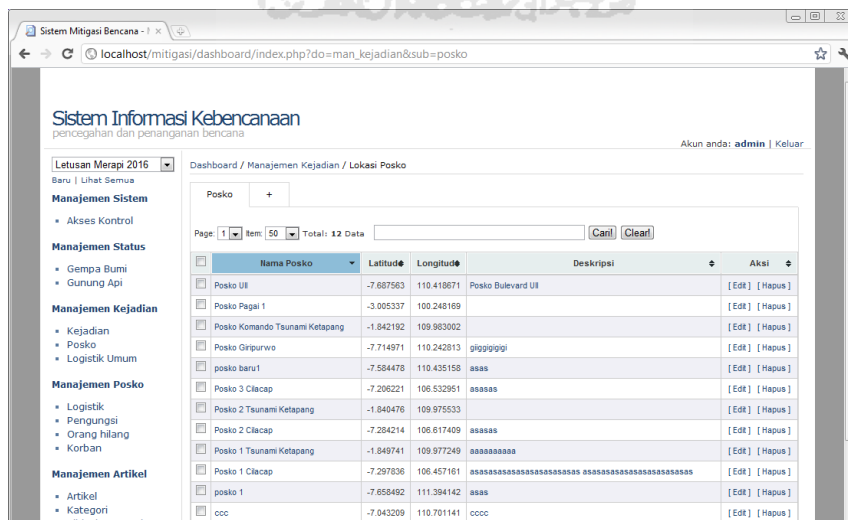 Sistem Mitigasi Bencana -
localhost/mitigasi/dashboard/index.php?do=man_kejadian&sub=posko
Sistem Informasi Kebencanaan
pencegahan dan penanganan bencana
Akun anda: admin | Keluar
Letusan Merapi 2016
Baru | Lihat Semua
Manajemen Sistem
Akses Kontrol
Manajemen Status
Gempa Bumi
Gunung Api
Manajemen Kejadian
Kejadian
Posko
Logistik Umum
Manajemen Posko
Logistik
Pengungsi
Orang hilang
Korban
Manajemen Artikel
Artikel
Kategori
Dashboard / Manajemen Kejadian / Lokasi Posko
Posko +
Page: 1 Item: 50 Total: 12 Data Cari! Clear!
Nama Posko Latitude Longitude Deskripsi Aksi
Posko UII -7.687563 110.418671 Posko Bulevard UII [ Edit ] [ Hapus ]
Posko Pagai 1 -3.005337 100.248169 [ Edit ] [ Hapus ]
Posko Komando Tsunami Ketapang -1.842192 109.983002 [ Edit ] [ Hapus ]
Posko Giripurwo -7.714971 110.242813 giiggigigigi [ Edit ] [ Hapus ]
posko baru1 -7.584478 110.435158 asas [ Edit ] [ Hapus ]
Posko 3 Cilacap -7.206221 106.532951 asasas [ Edit ] [ Hapus ]
Posko 2 Tsunami Ketapang -1.840476 109.975533 [ Edit ] [ Hapus ]
Posko 2 Cilacap -7.284214 106.617409 asasas [ Edit ] [ Hapus ]
Posko 1 Tsunami Ketapang -1.849741 109.977249 aaaaaaaaaa [ Edit ] [ Hapus ]
Posko 1 Cilacap -7.297836 106.457161 asasasasasasasasasasasas asasasasasasasasasasasas [ Edit ] [ Hapus ]
posko 1 -7.658492 111.394142 asas [ Edit ] [ Hapus ]
ccc -7.043209 110.701141 cccc [ Edit ] [ Hapus ]